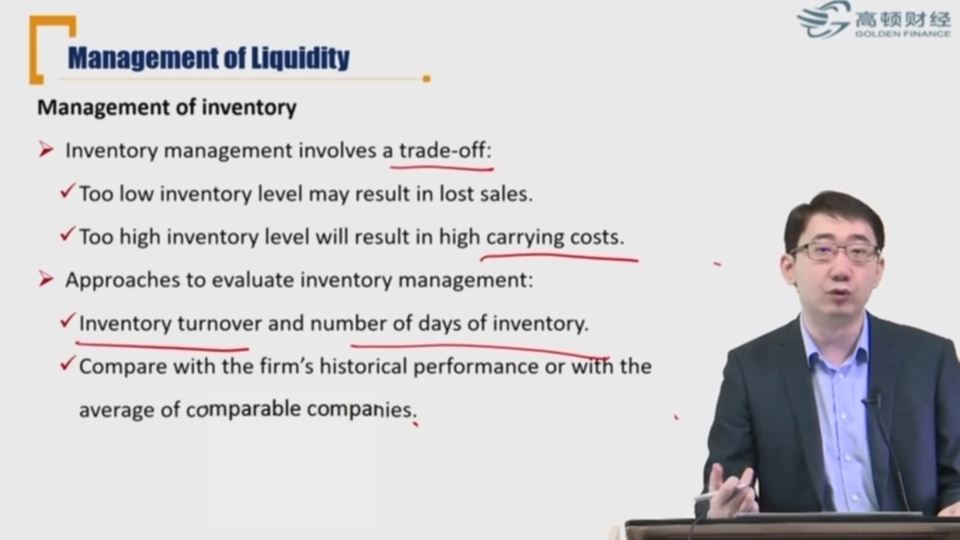 高顿财经
GOLDEN FINANCE
Management of Liquidity
Management of inventory
Inventory management involves a trade-off:
Too low inventory level may result in lost sales.
Too high inventory level will result in high carrying costs.
Approaches to evaluate inventory management:
Inventory turnover and number of days of inventory.
Compare with the firm's historical performance or with the
average of comparable companies.